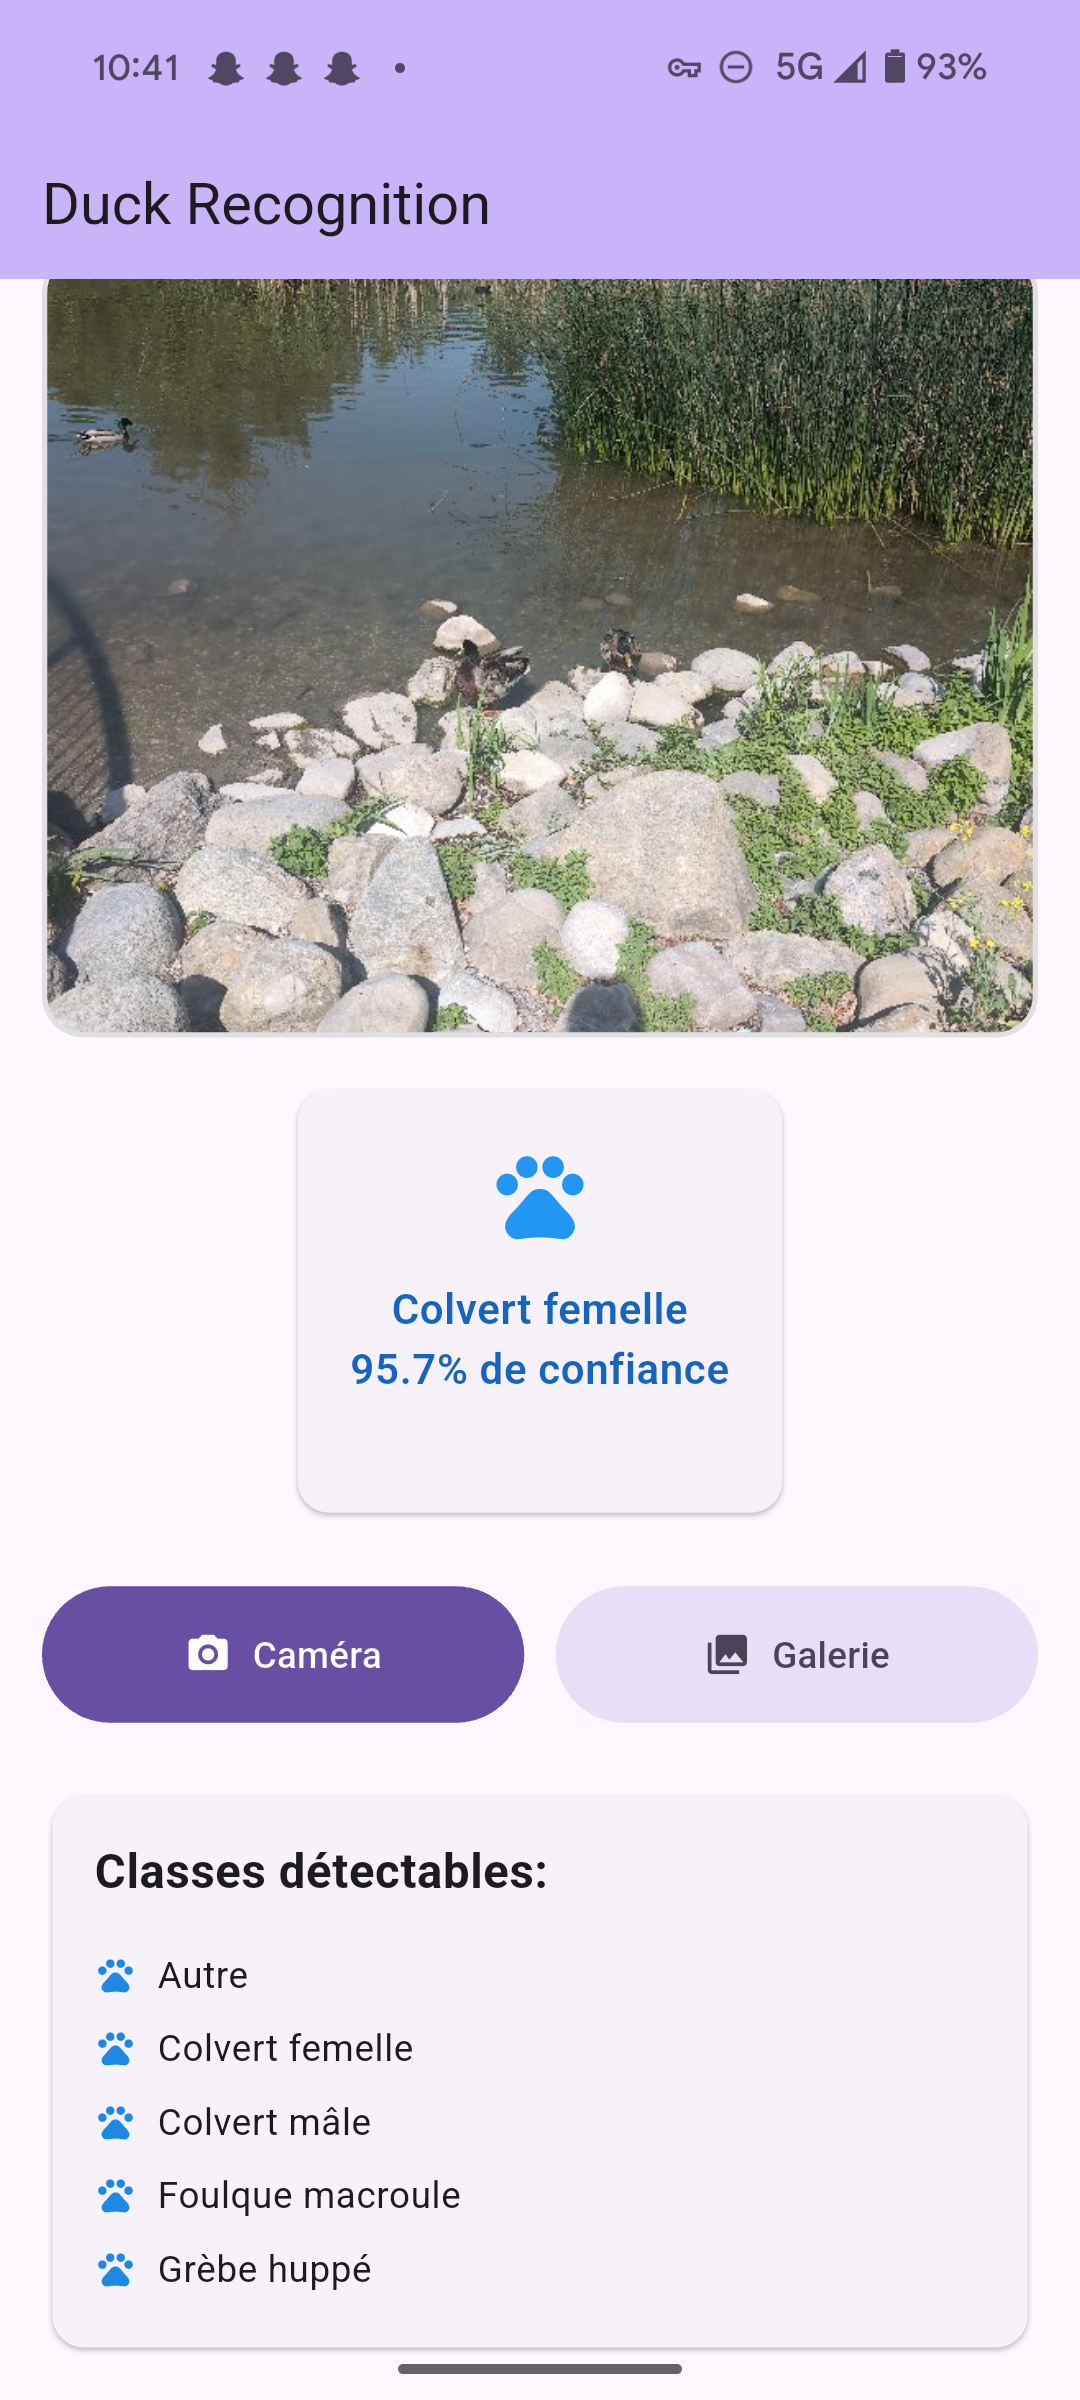 10:41
5G
93%
Duck Recognition
Colvert femelle
95.7% de confiance
Caméra
Galerie
Classes détectables:
Autre
Colvert femelle
Colvert mâle
Foulque macroule
Grèbe huppé